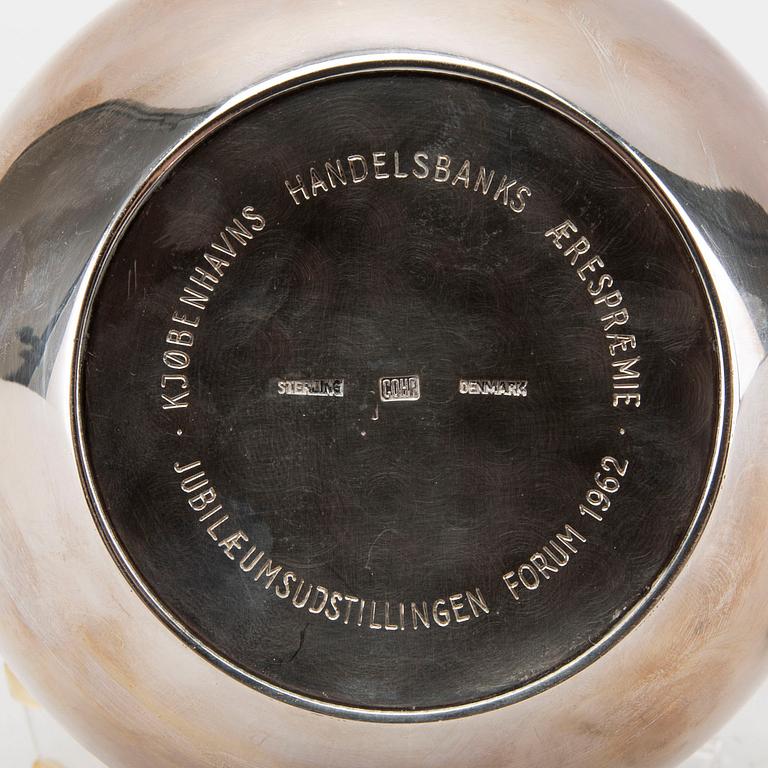 KJØBENHAVNS HANDELSBANKS ÆRESPRÆMIE ·
JUBILÆUMSUDSTILLINGEN FORUM 1962 ·
STERLING COHR DENMARK